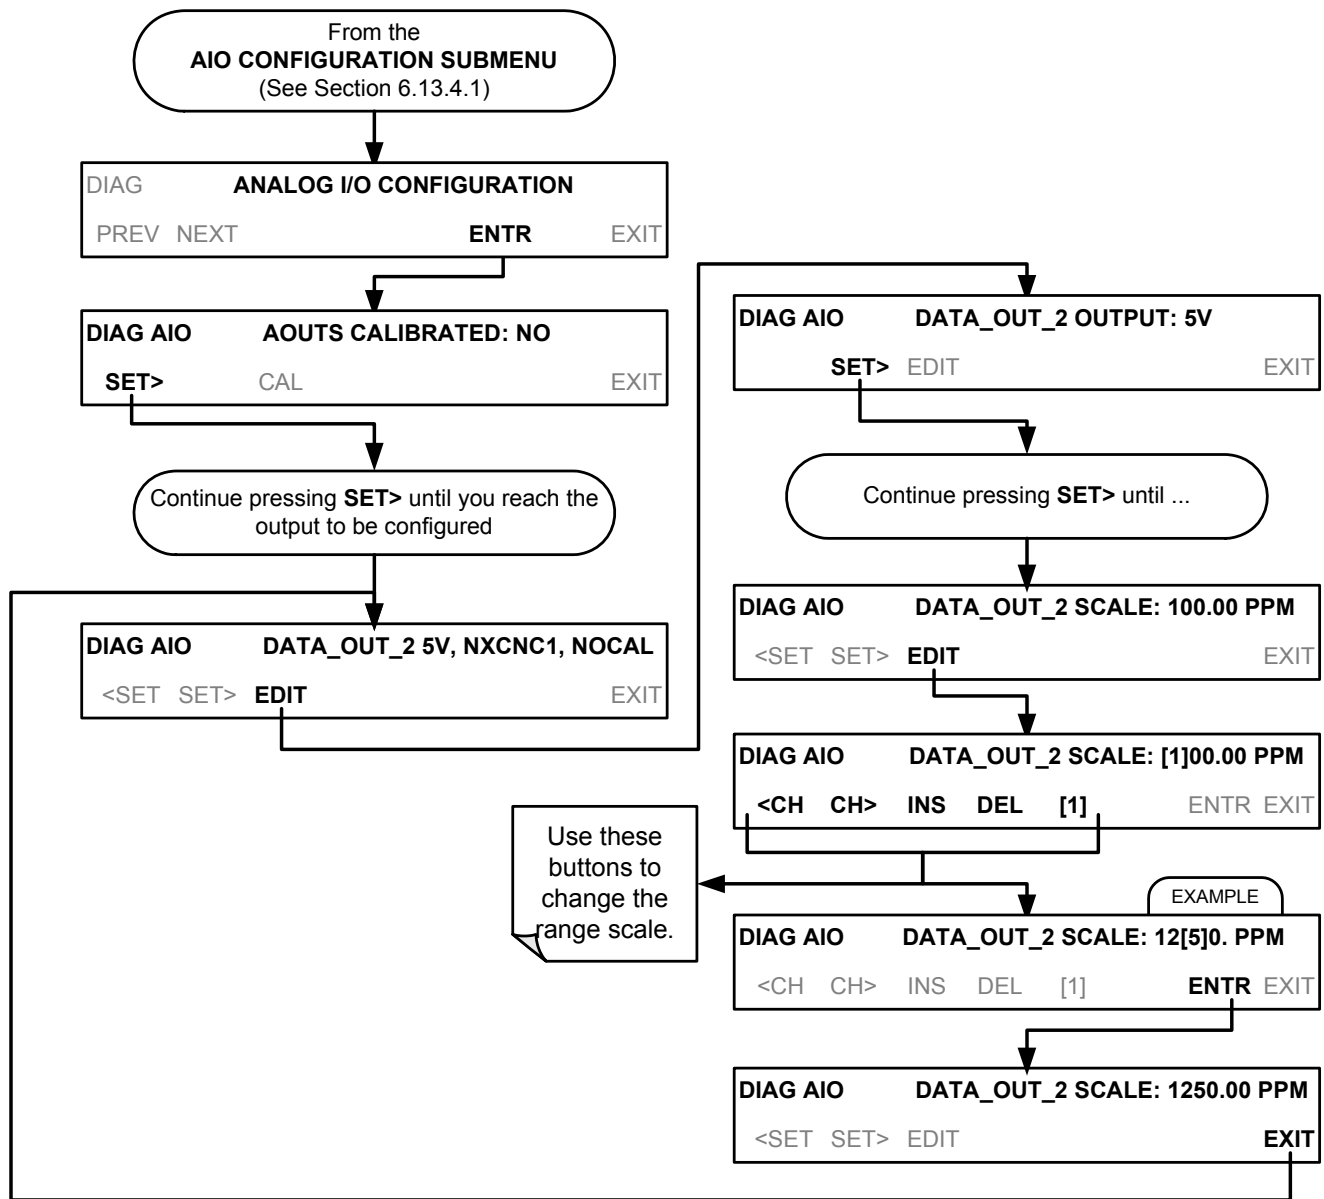 From the
AIO CONFIGURATION SUBMENU
(See Section 6.13.4.1)
DIAG ANALOG I/O CONFIGURATION
PREV NEXT ENTR EXIT
DIAG AIO AOUTS CALIBRATED: NO
SET> CAL EXIT
Continue pressing SET> until you reach the
output to be configured
DIAG AIO DATA_OUT_2 5V, NXCNC1, NOCAL
<SET SET> EDIT EXIT
DIAG AIO DATA_OUT_2 OUTPUT: 5V
SET> EDIT EXIT
Continue pressing SET> until ...
DIAG AIO DATA_OUT_2 SCALE: 100.00 PPM
<SET SET> EDIT EXIT
DIAG AIO DATA_OUT_2 SCALE: [1]00.00 PPM
<CH CH> INS DEL [1] ENTR EXIT
Use these
buttons to
change the
range scale.
EXAMPLE
DIAG AIO DATA_OUT_2 SCALE: 12[5]0. PPM
<CH CH> INS DEL [1] ENTR EXIT
DIAG AIO DATA_OUT_2 SCALE: 1250.00 PPM
<SET SET> EDIT EXIT